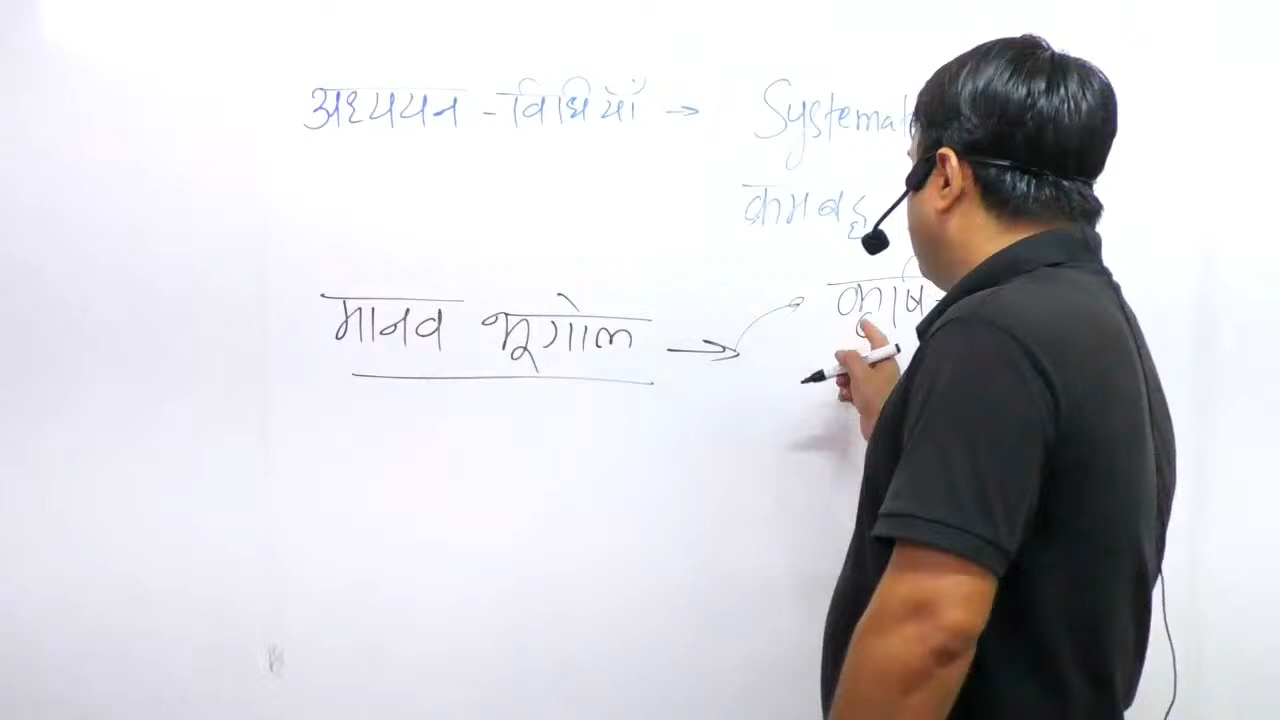 अध्ययन - विधियाँ → Systemat
क्रमबद्ध
मानव भूगोल → कृषि